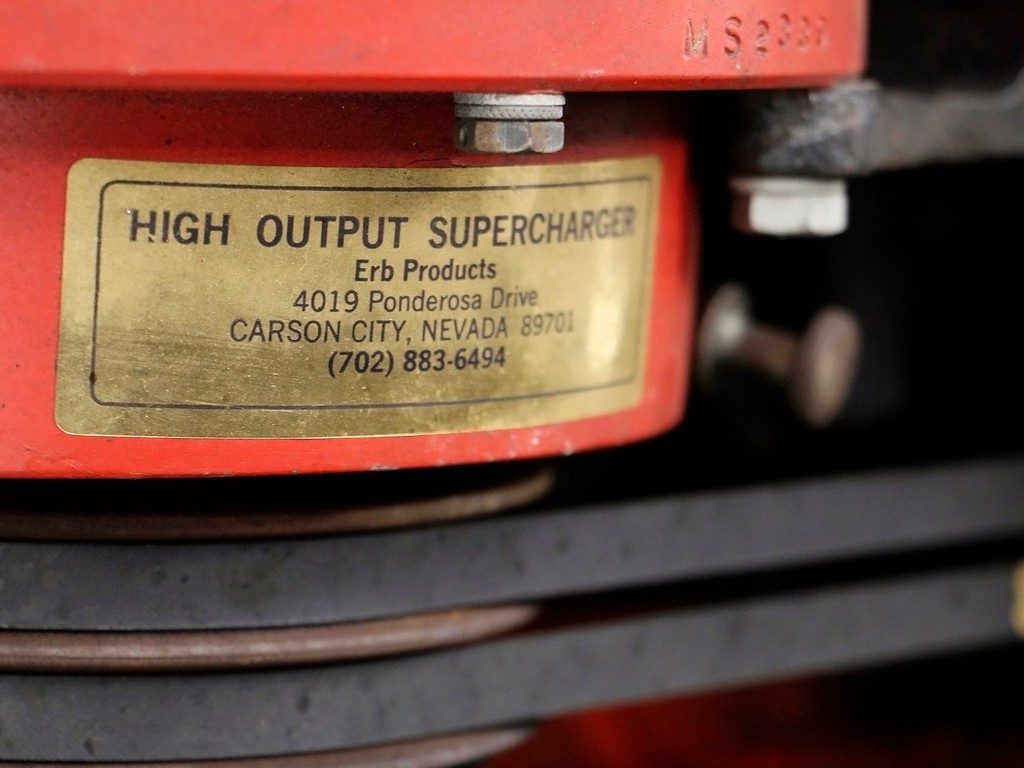 HIGH OUTPUT SUPERCHARGER
Erb Products
4019 Ponderosa Drive
CARSON CITY, NEVADA 89701
(702) 883-6494